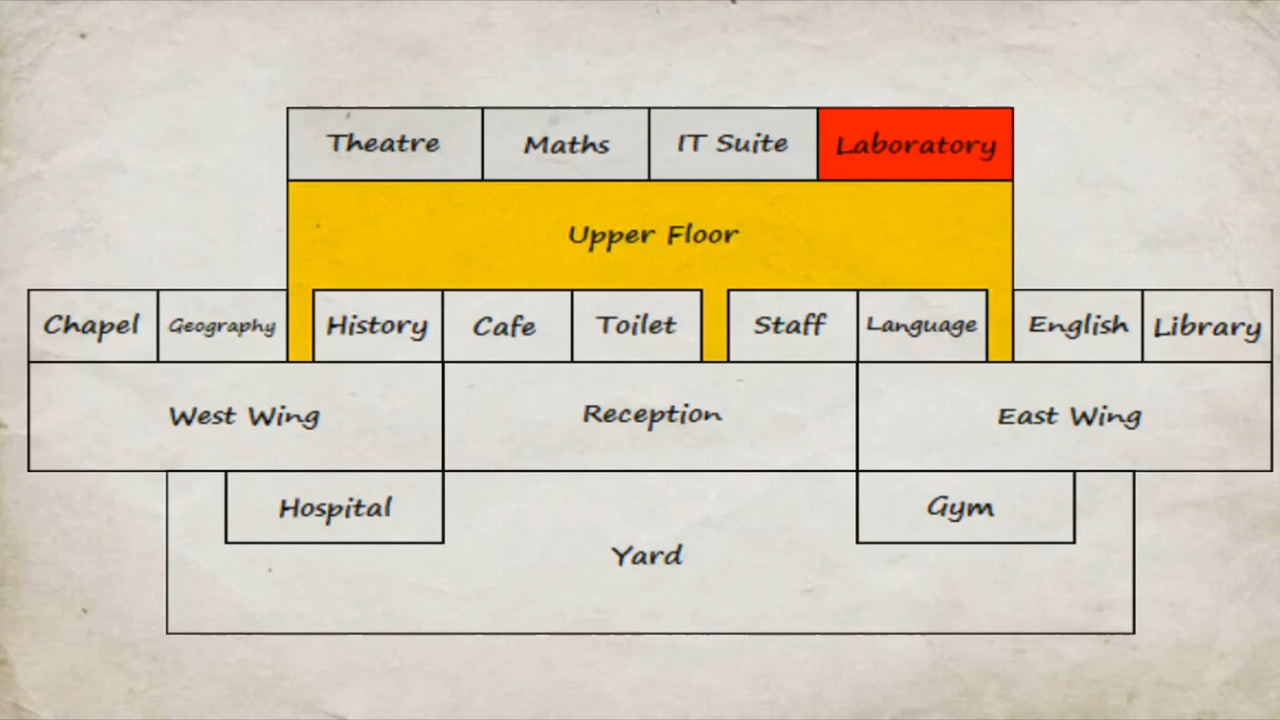 Theatre
Maths
IT Suite
Laboratory
Upper Floor
Chapel
Geography
History
Cafe
Toilet
Staff
Language
English
Library
West Wing
Reception
East Wing
Hospital
Gym
Yard